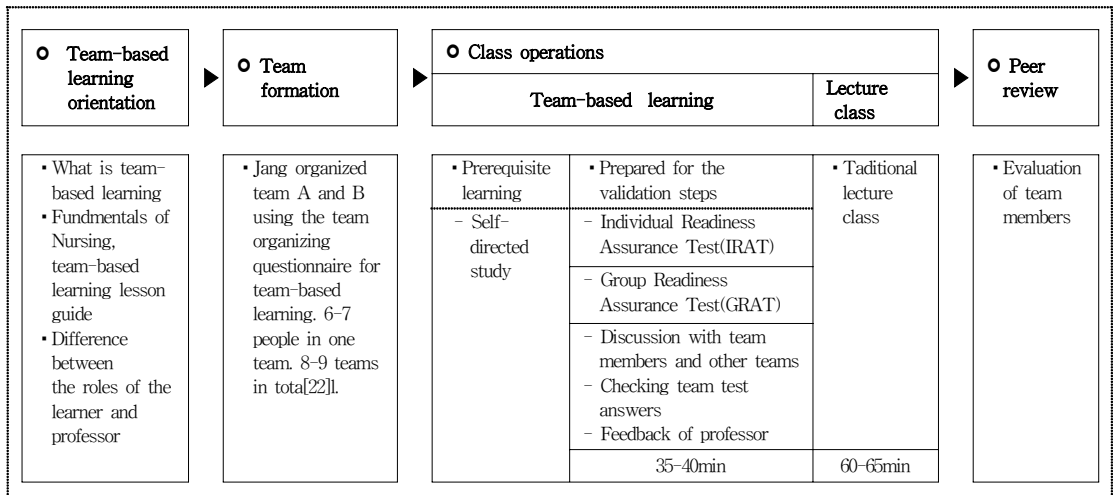 Team-based
learning
orientation
Team
formation
Class operations
Team-based learning
Lecture
class
Peer
review
▪ What is team-
based learning
▪ Fundmentals of
Nursing,
team-based
learning lesson
guide
▪ Difference
between
the roles of the
learner and
professor
▪ Jang organized
team A and B
using the team
organizing
questionnaire for
team-based
learning. 6-7
people in one
team. 8-9 teams
in tota[22]l.
▪ Prerequisite
learning
- Self-
directed
study
▪ Prepared for the
validation steps
- Individual Readiness
Assurance Test(IRAT)
- Group Readiness
Assurance Test(GRAT)
- Discussion with team
members and other teams
- Checking team test
answers
- Feedback of professor
35-40min
▪ Taditional
lecture
class
60-65min
▪ Evaluation
of team
members